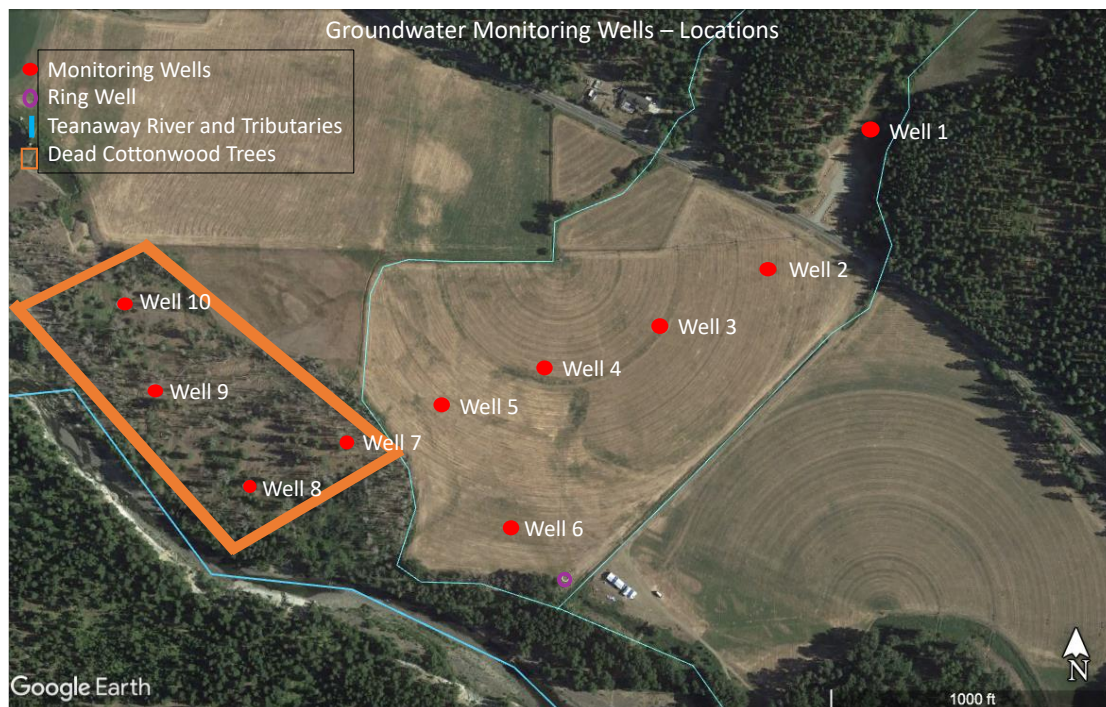 Groundwater Monitoring Wells – Locations
Monitoring Wells
Ring Well
Teanaway River and Tributaries
Dead Cottonwood Trees
Well 1
Well 2
Well 10
Well 3
Well 4
Well 9
Well 5
Well 7
Well 8
Well 6
N
Google Earth
1000 ft